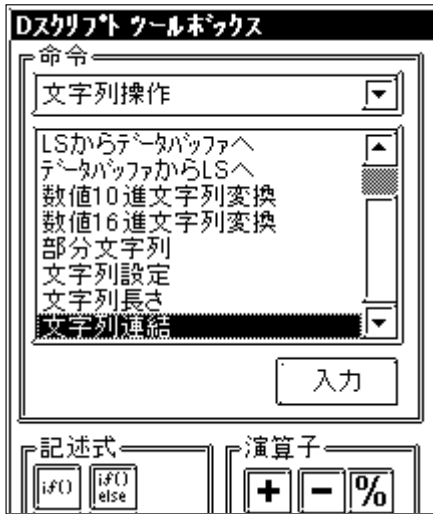 Dｽｸﾘﾌﾟﾄ ﾂｰﾙﾎﾞｯｸｽ
命令
文字列操作
LSからﾃﾞｰﾀﾊﾞｯﾌｧへ
ﾃﾞｰﾀﾊﾞｯﾌｧからLSへ
数値10進文字列変換
数値16進文字列変換
部分文字列
文字列設定
文字列長さ
文字列連結
入力
記述式 演算子
if() if() else + − %